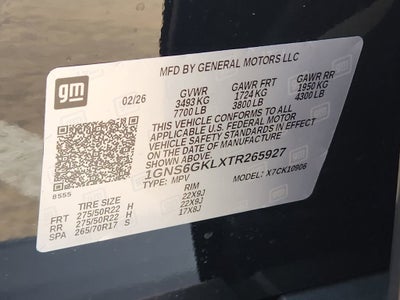 gm
MFD BY GENERAL MOTORS LLC
02/26
GVWR GAWR FRT GAWR RR
3493 KG 1724 KG 1950 KG
7700 LB 3800 LB 4300 LB
THIS VEHICLE CONFORMS TO ALL
APPLICABLE U.S. FEDERAL MOTOR
VEHICLE SAFETY STANDARDS IN EFFECT
ON THE DATE OF MANUFACTURE
SHOWN ABOVE
1GNS6GKLXTR265927
TYPE: MPV MODEL: X7CK10906
6555
TIRE SIZE RIM
FRT 275/50R22 H 22X9J
RR 275/50R22 H 22X9J
SPA 265/70R17 S 17X8J